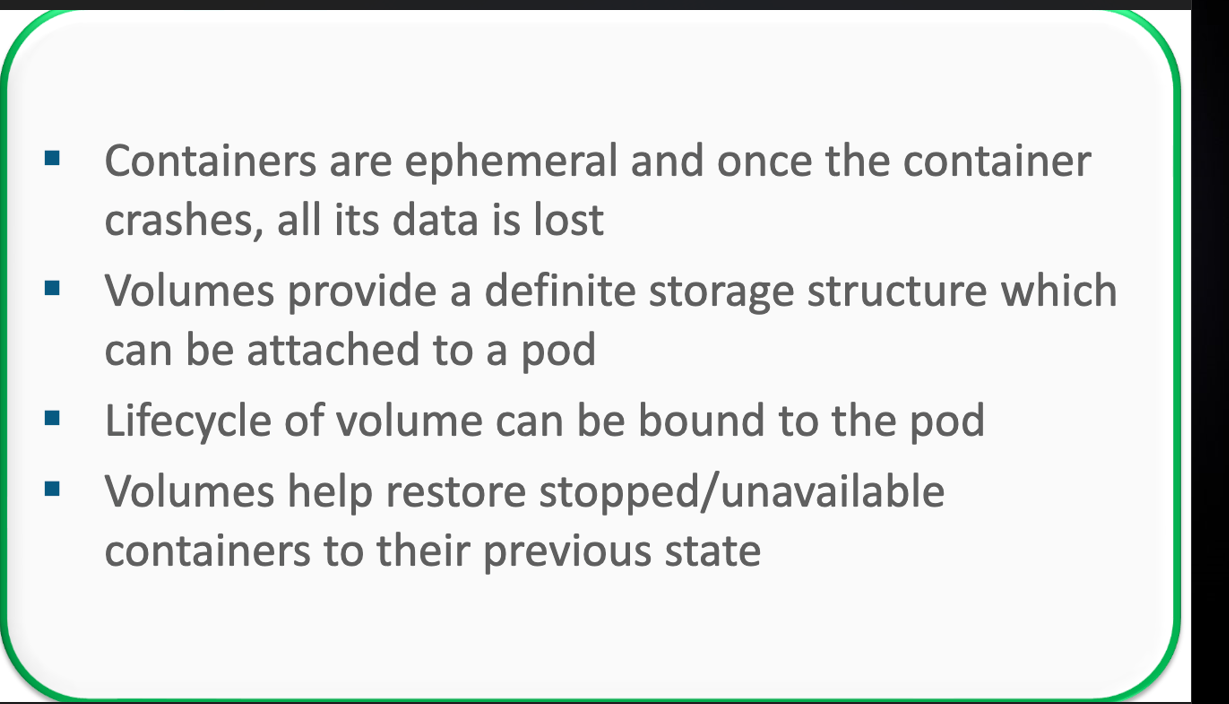 ▪ Containers are ephemeral and once the container
crashes, all its data is lost
▪ Volumes provide a definite storage structure which
can be attached to a pod
▪ Lifecycle of volume can be bound to the pod
▪ Volumes help restore stopped/unavailable
containers to their previous state